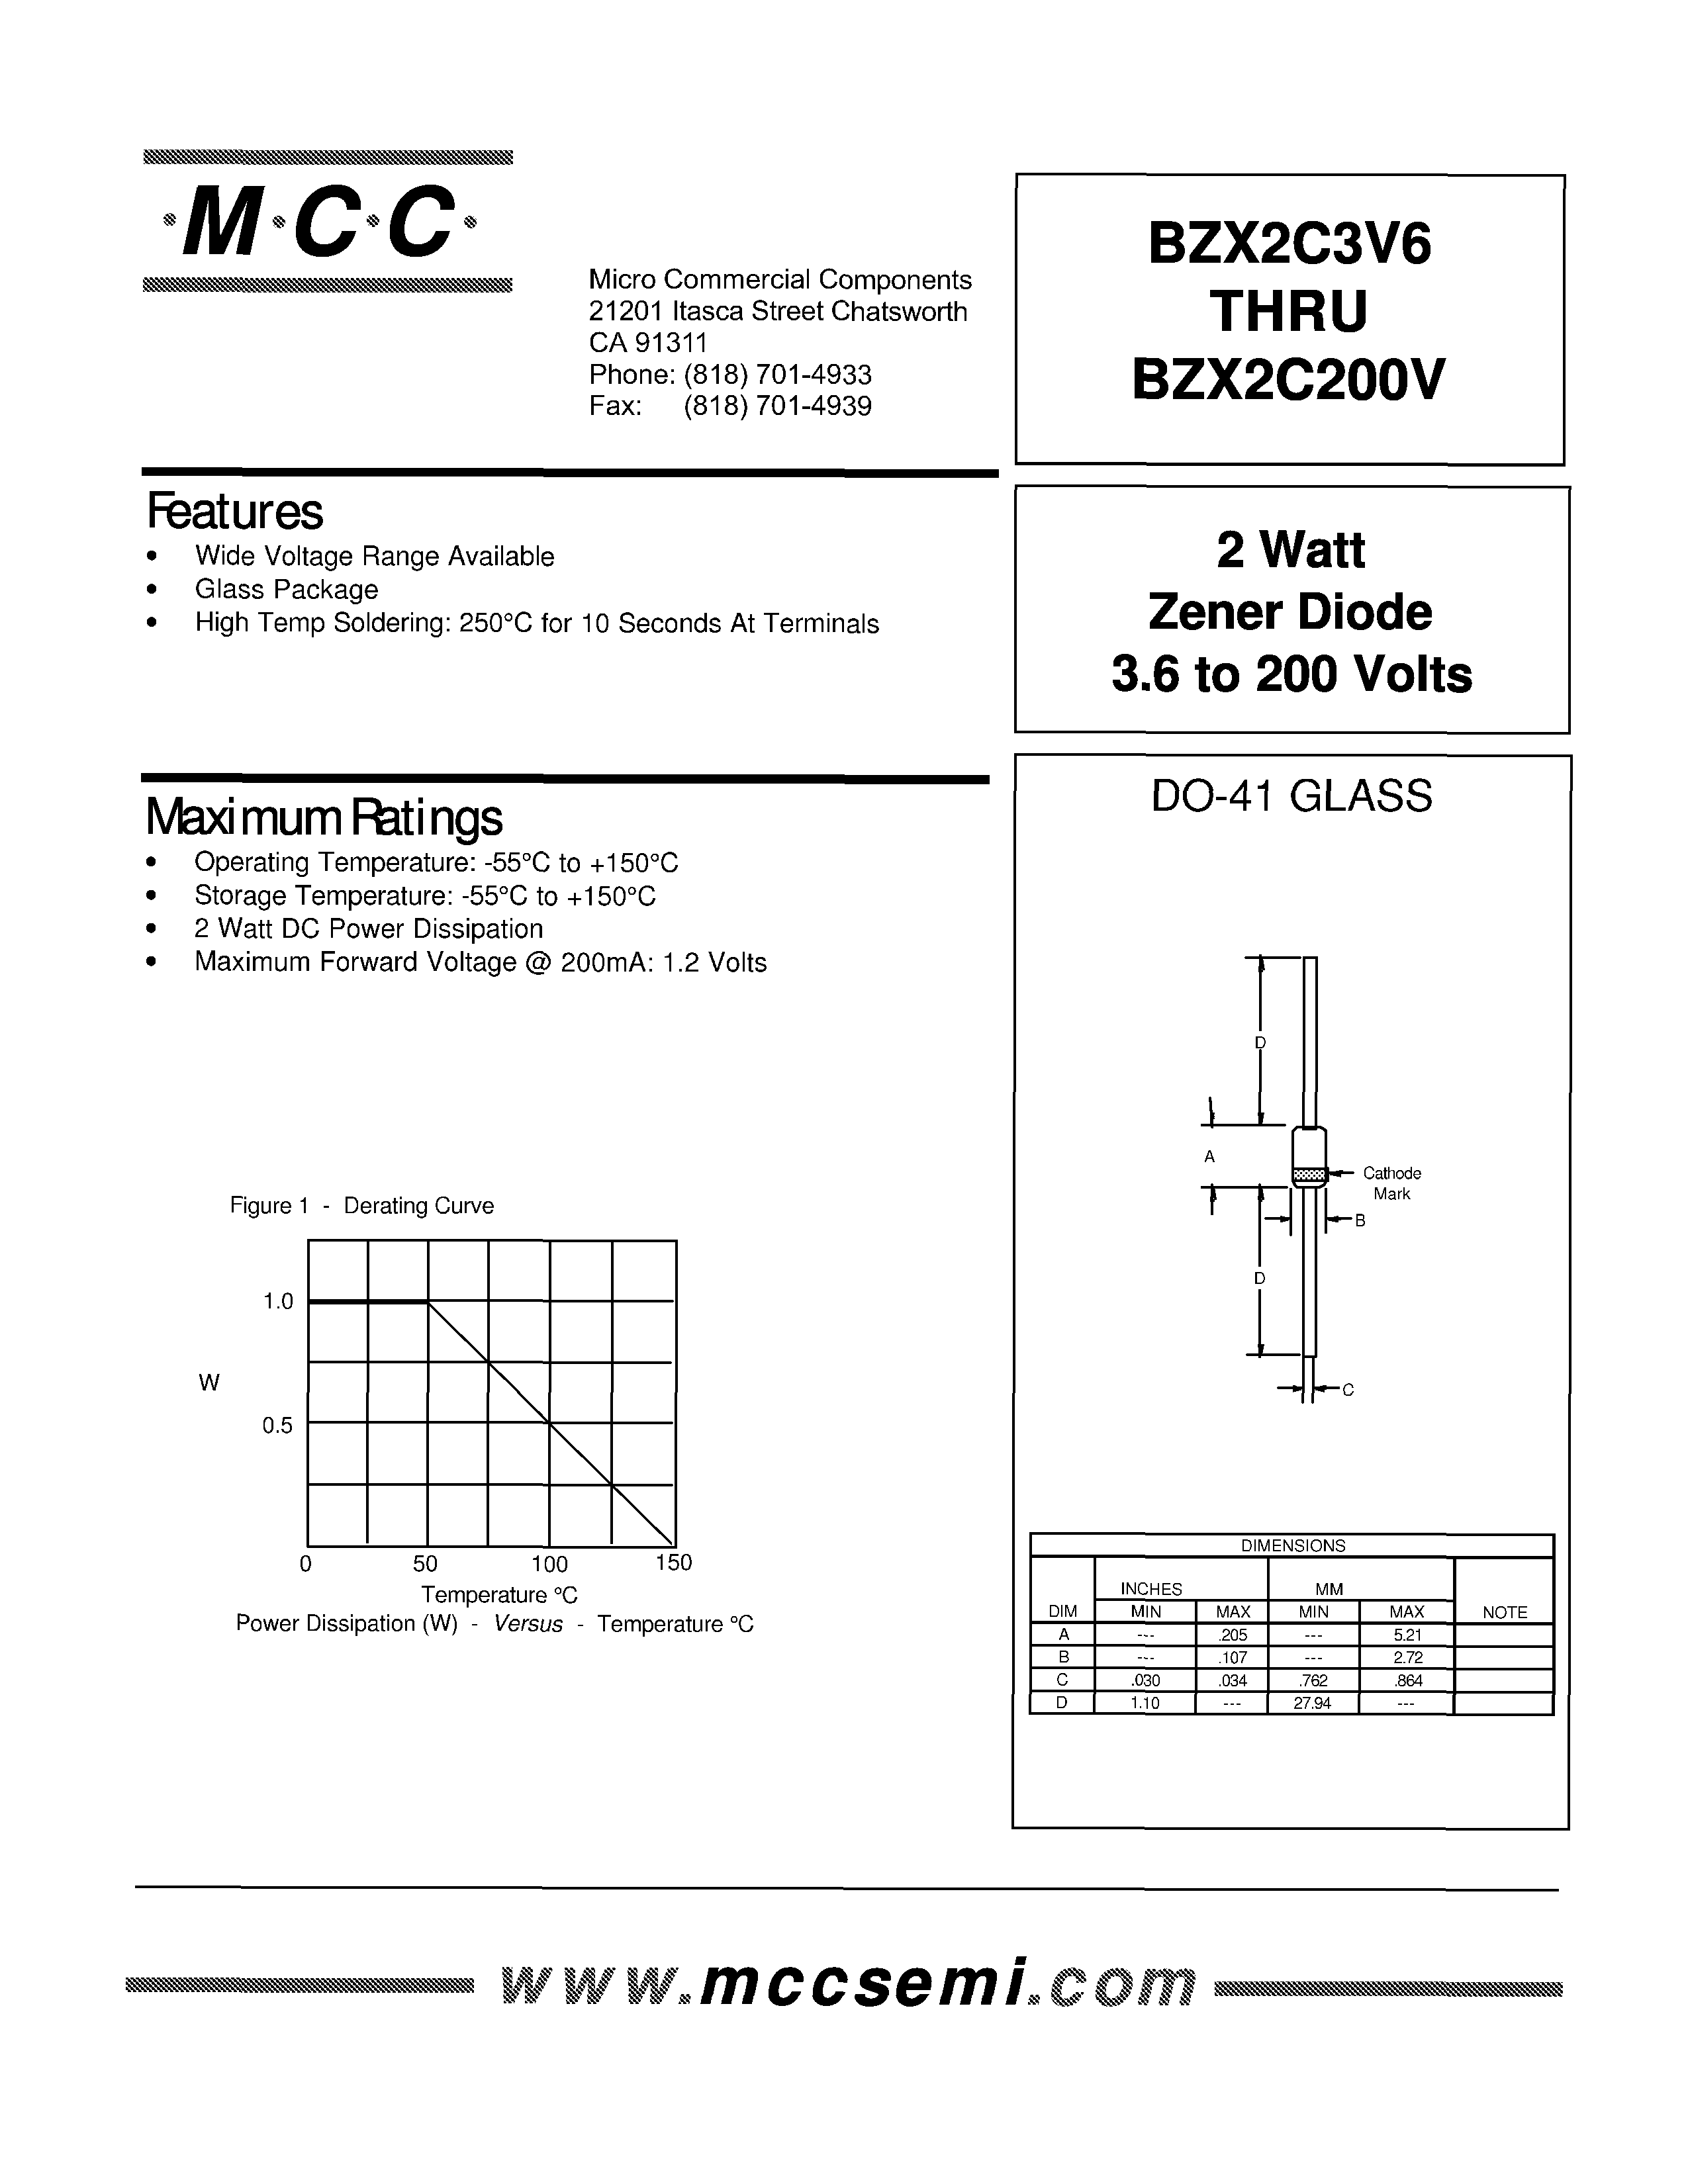 ·M·C·C·
Micro Commercial Components
21201 Itasca Street Chatsworth
CA 91311
Phone: (818) 701-4933
Fax: (818) 701-4939
BZX2C3V6
THRU
BZX2C200V
Features
• Wide Voltage Range Available
• Glass Package
• High Temp Soldering: 250°C for 10 Seconds At Terminals
2 Watt
Zener Diode
3.6 to 200 Volts
Maximum Ratings
• Operating Temperature: -55°C to +150°C
• Storage Temperature: -55°C to +150°C
• 2 Watt DC Power Dissipation
• Maximum Forward Voltage @ 200mA: 1.2 Volts
DO-41 GLASS
D
A
Cathode
Mark
B
D
C
Figure 1 - Derating Curve
1.0
W
0.5
0 50 100 150
Temperature °C
Power Dissipation (W) - Versus - Temperature °C
DIMENSIONS
INCHES MM
DIM MIN MAX MIN MAX NOTE
A --- .205 --- 5.21
B --- .107 --- 2.72
C .030 .034 .762 .864
D 1.10 --- 27.94 ---
www.mccsemi.com